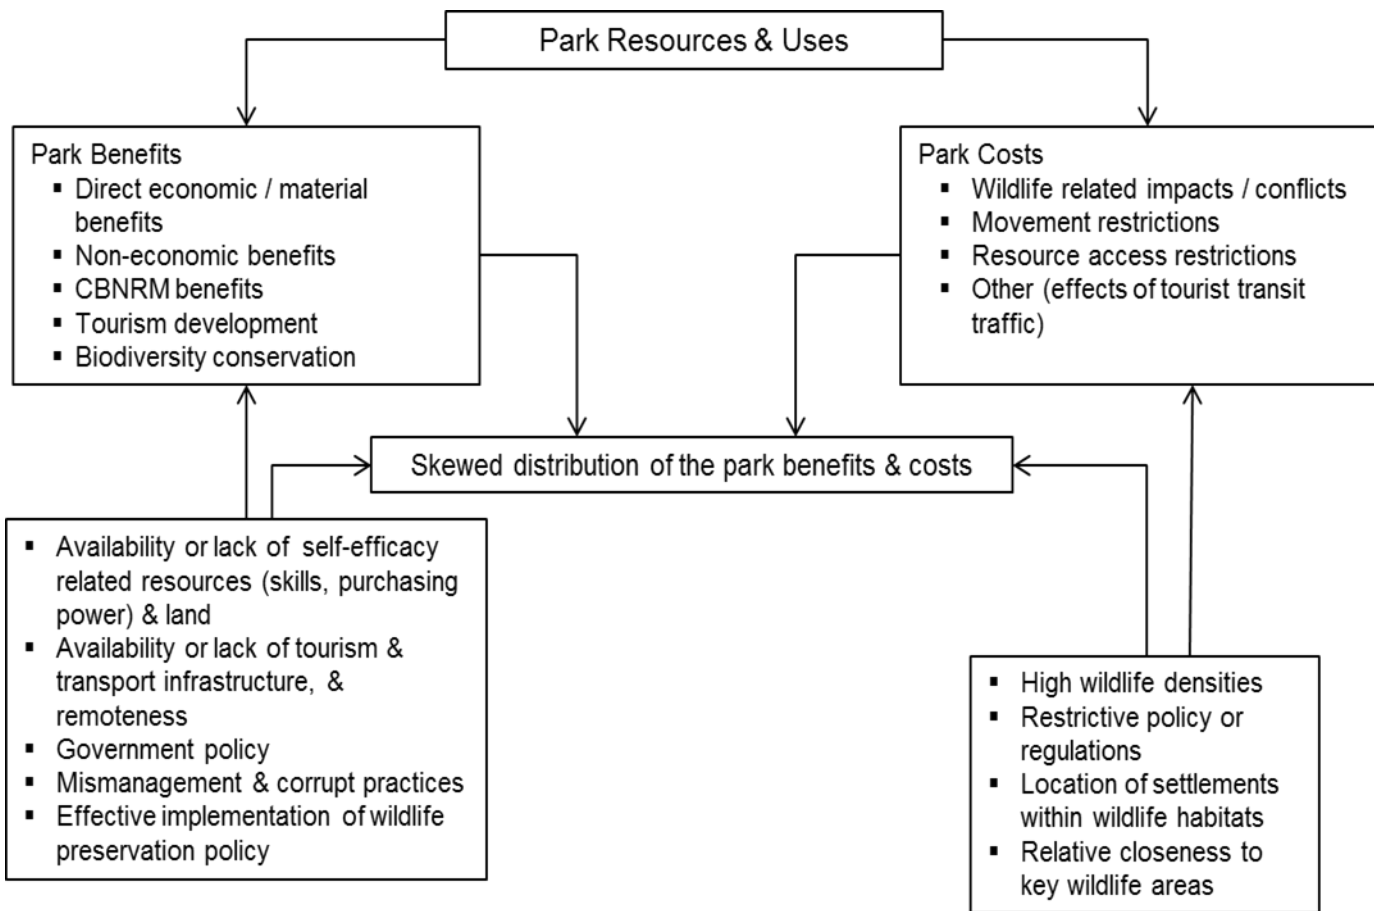 Park Resources & Uses
Park Benefits
▪ Direct economic / material
benefits
▪ Non-economic benefits
▪ CBNRM benefits
▪ Tourism development
▪ Biodiversity conservation
Park Costs
▪ Wildlife related impacts / conflicts
▪ Movement restrictions
▪ Resource access restrictions
▪ Other (effects of tourist transit
traffic)
Skewed distribution of the park benefits & costs
▪ Availability or lack of self-efficacy
related resources (skills, purchasing
power) & land
▪ Availability or lack of tourism &
transport infrastructure, &
remoteness
▪ Government policy
▪ Mismanagement & corrupt practices
▪ Effective implementation of wildlife
preservation policy
▪ High wildlife densities
▪ Restrictive policy or
regulations
▪ Location of settlements
within wildlife habitats
▪ Relative closeness to
key wildlife areas